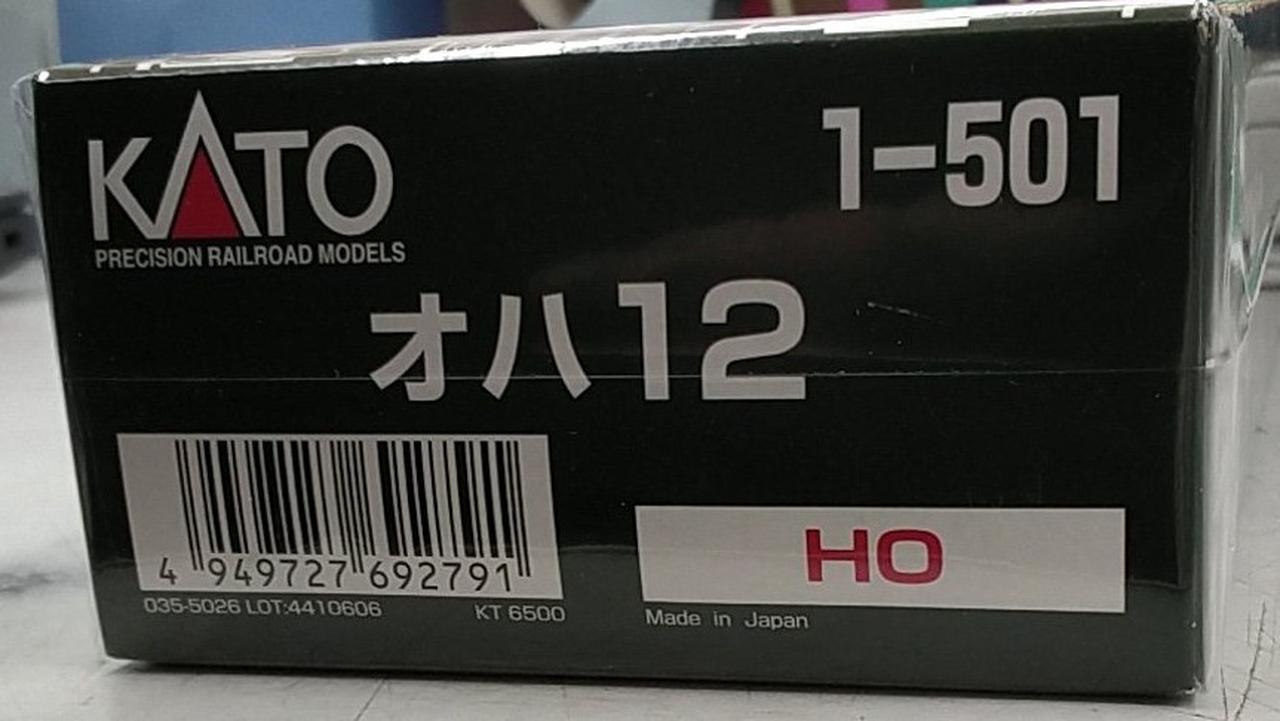 KATO
PRECISION RAILROAD MODELS
1-501
オハ12
4 949727 692791
035-5026 LOT:4410606 KT 6500
HO
Made in Japan